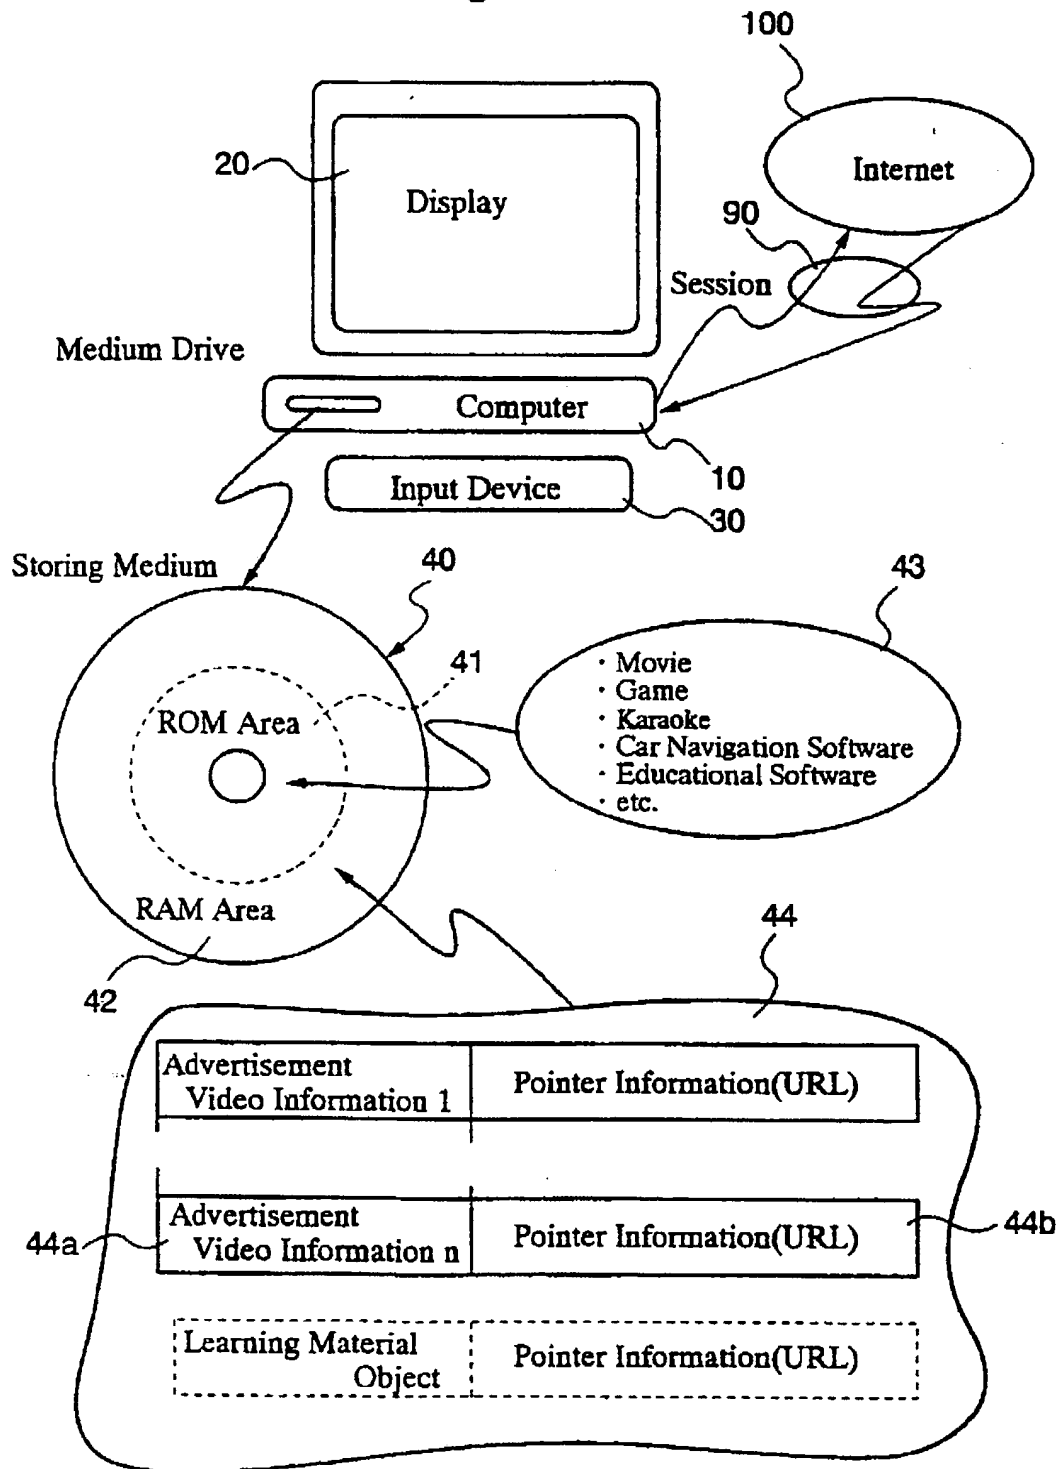 100
20
Display
Internet
90
Session
Medium Drive
Computer
10
Input Device
30
Storing Medium
40
43
41
ROM Area
· Movie
· Game
· Karaoke
· Car Navigation Software
· Educational Software
· etc.
RAM Area
42
44
Advertisement
Video Information 1
Pointer Information(URL)
Advertisement
Video Information n
Pointer Information(URL)
44a
44b
Learning Material
Object
Pointer Information(URL)